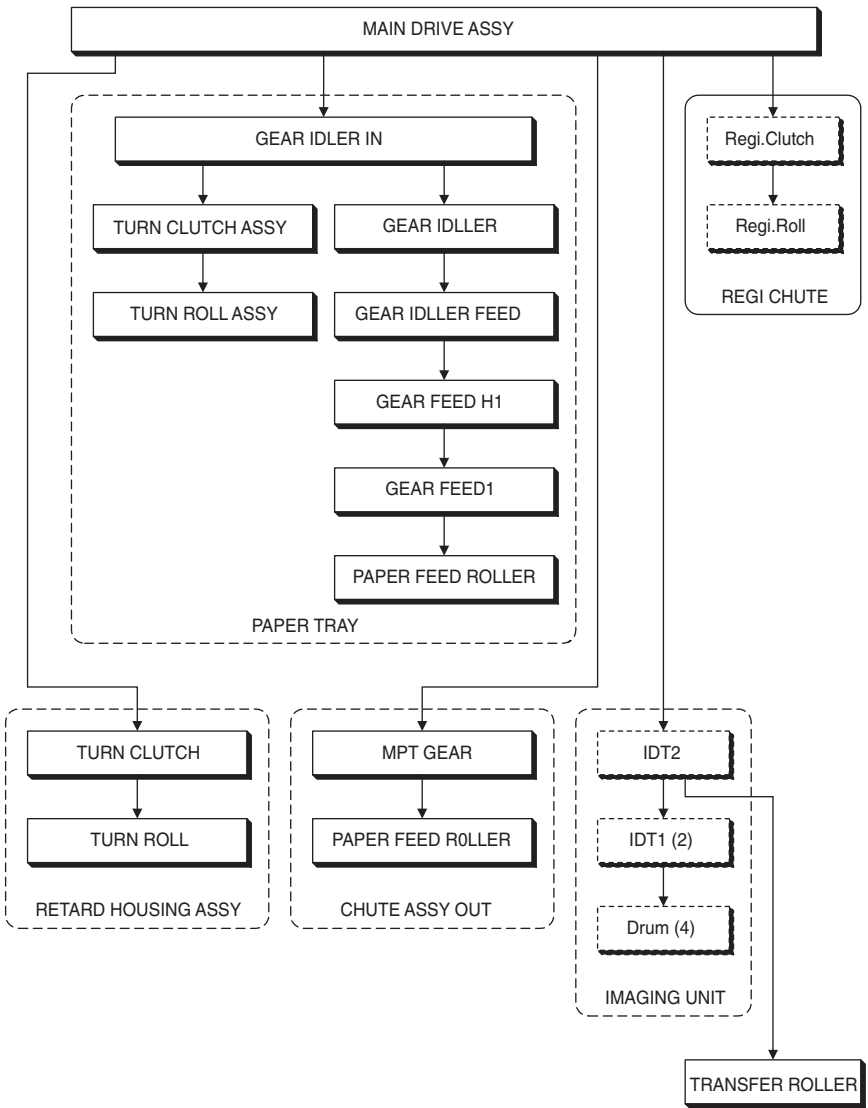 MAIN DRIVE ASSY
GEAR IDLER IN
TURN CLUTCH ASSY
GEAR IDLLER
TURN ROLL ASSY
GEAR IDLLER FEED
GEAR FEED H1
GEAR FEED1
PAPER FEED ROLLER
PAPER TRAY
Regi.Clutch
Regi.Roll
REGI CHUTE
TURN CLUTCH
TURN ROLL
RETARD HOUSING ASSY
MPT GEAR
PAPER FEED R0LLER
CHUTE ASSY OUT
IDT2
IDT1 (2)
Drum (4)
IMAGING UNIT
TRANSFER ROLLER